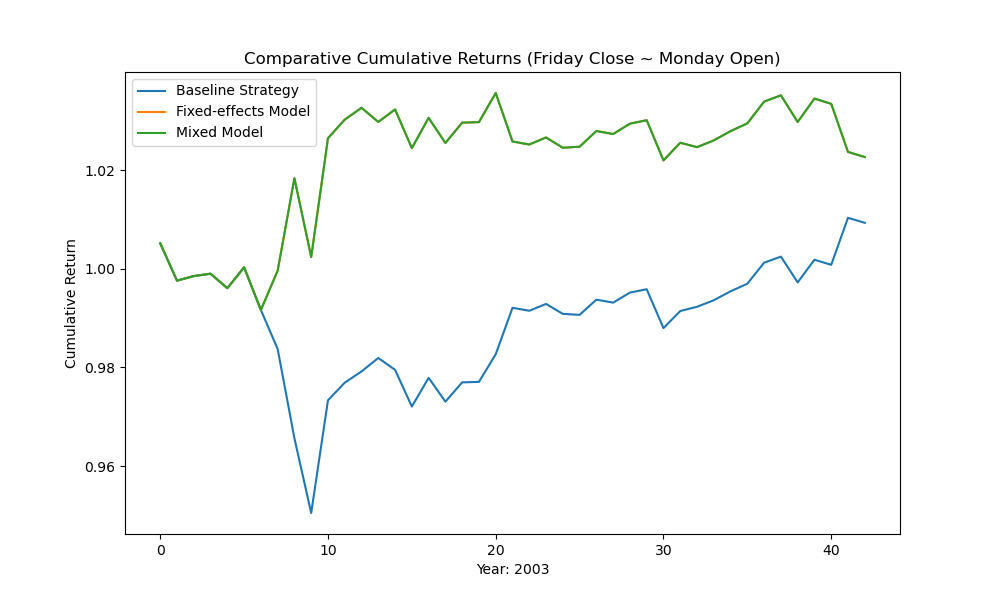 Comparative Cumulative Returns (Friday Close ~ Monday Open)
Baseline Strategy
Fixed-effects Model
Mixed Model
1.02
1.00
0.98
0.96
Cumulative Return
0 10 20 30 40
Year: 2003